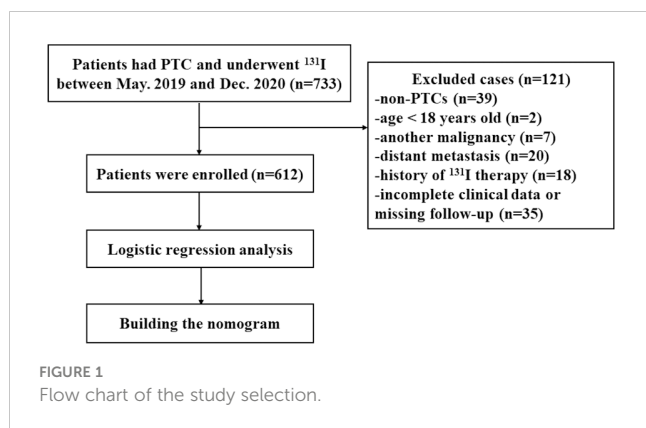 Patients had PTC and underwent ¹³¹I
between May. 2019 and Dec. 2020 (n=733)
Excluded cases (n=121)
-non-PTCs (n=39)
-age < 18 years old (n=2)
-another malignancy (n=7)
-distant metastasis (n=20)
-history of ¹³¹I therapy (n=18)
-incomplete clinical data or
missing follow-up (n=35)
Patients were enrolled (n=612)
Logistic regression analysis
Building the nomogram
FIGURE 1
Flow chart of the study selection.